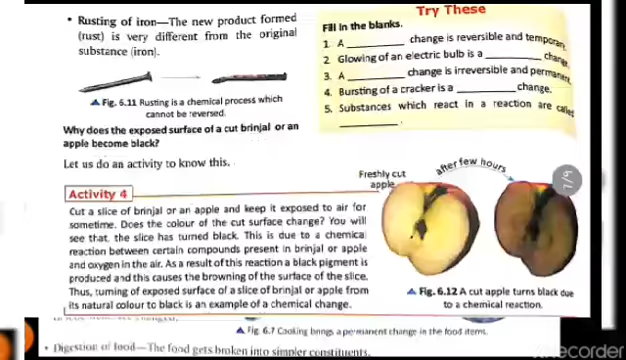 • Rusting of iron—The new product formed
(rust) is very different from the original
substance (iron).
▲ Fig. 6.11 Rusting is a chemical process which
cannot be reversed.
Why does the exposed surface of a cut brinjal or an
apple become black?
Let us do an activity to know this.
Activity 4
Cut a slice of brinjal or an apple and keep it exposed to air for
sometime. Does the colour of the cut surface change? You will
see that, the slice has turned black. This is due to a chemical
reaction between certain compounds present in brinjal or apple
and oxygen in the air. As a result of this reaction a black pigment is
produced and this causes the browning of the surface of the slice.
Thus, turning of exposed surface of a slice of brinjal or apple from
its natural colour to black is an example of a chemical change.
Try These
Fill in the blanks.
1. A ________ change is reversible and temporary.
2. Glowing of an electric bulb is a ________ change.
3. A ________ change is irreversible and permanent.
4. Bursting of a cracker is a ________ change.
5. Substances which react in a reaction are called
________.
Freshly cut
apple
after few hours
7/9
▲ Fig. 6.12 A cut apple turns black due
to a chemical reaction.
▲ Fig. 6.7 Cooking brings a permanent change in the food items.
• Digestion of food—The food gets broken into simpler constituents.